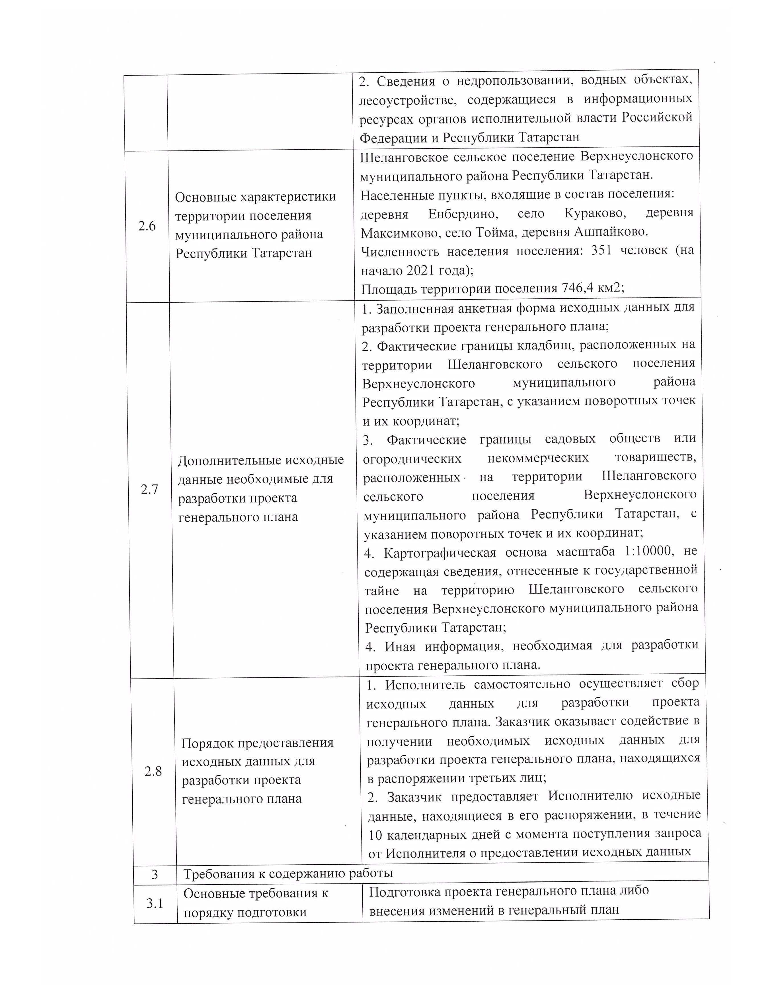 2. Сведения о недропользовании, водных объектах,
лесоустройстве, содержащиеся в информационных
ресурсах органов исполнительной власти Российской
Федерации и Республики Татарстан
2.6
Основные характеристики
территории поселения
муниципального района
Республики Татарстан
Шеланговское сельское поселение Верхнеуслонского
муниципального района Республики Татарстан.
Населенные пункты, входящие в состав поселения:
деревня Енбердино, село Кураково, деревня
Максимково, село Тойма, деревня Ашпайково.
Численность населения поселения: 351 человек (на
начало 2021 года);
Площадь территории поселения 746,4 км2;
2.7
Дополнительные исходные
данные необходимые для
разработки проекта
генерального плана
1. Заполненная анкетная форма исходных данных для
разработки проекта генерального плана;
2. Фактические границы кладбищ, расположенных на
территории Шеланговского сельского поселения
Верхнеуслонского муниципального района
Республики Татарстан, с указанием поворотных точек
и их координат;
3. Фактические границы садовых обществ или
огороднических некоммерческих товариществ,
расположенных на территории Шеланговского
сельского поселения Верхнеуслонского
муниципального района Республики Татарстан, с
указанием поворотных точек и их координат;
4. Картографическая основа масштаба 1:10000, не
содержащая сведения, отнесенные к государственной
тайне на территорию Шеланговского сельского
поселения Верхнеуслонского муниципального района
Республики Татарстан;
4. Иная информация, необходимая для разработки
проекта генерального плана.
2.8
Порядок предоставления
исходных данных для
разработки проекта
генерального плана
1. Исполнитель самостоятельно осуществляет сбор
исходных данных для разработки проекта
генерального плана. Заказчик оказывает содействие в
получении необходимых исходных данных для
разработки проекта генерального плана, находящихся
в распоряжении третьих лиц;
2. Заказчик предоставляет Исполнителю исходные
данные, находящиеся в его распоряжении, в течение
10 календарных дней с момента поступления запроса
от Исполнителя о предоставлении исходных данных
3
Требования к содержанию работы
3.1
Основные требования к
порядку подготовки
Подготовка проекта генерального плана либо
внесения изменений в генеральный план